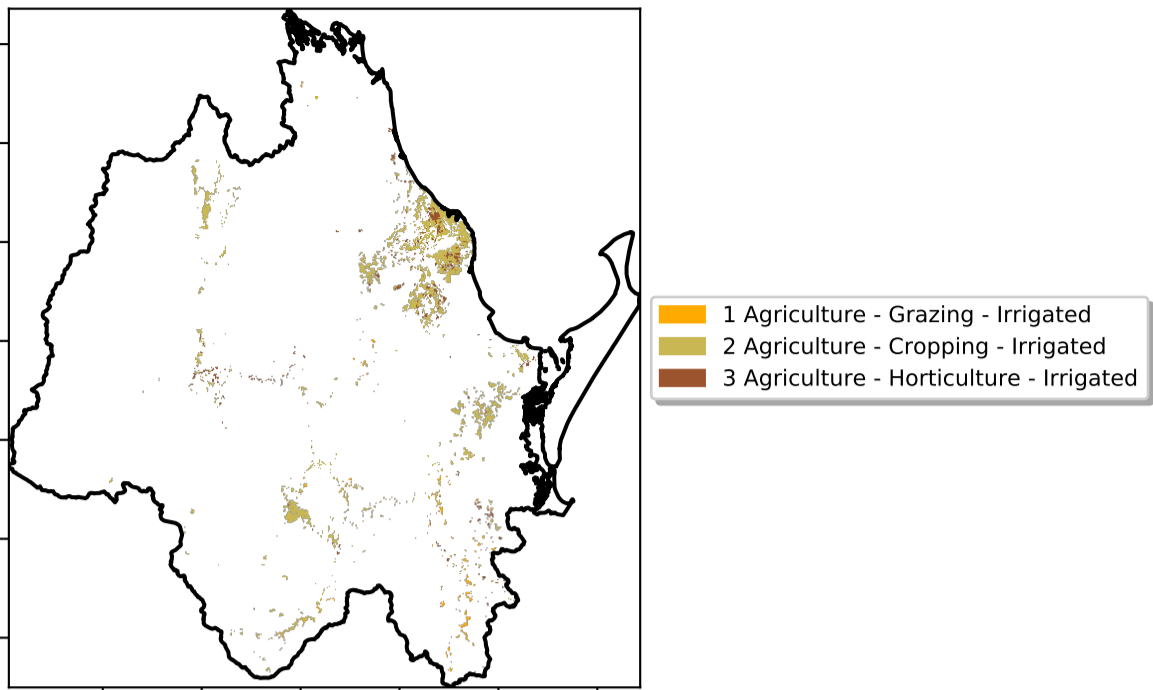 1 Agriculture - Grazing - Irrigated
2 Agriculture - Cropping - Irrigated
3 Agriculture - Horticulture - Irrigated